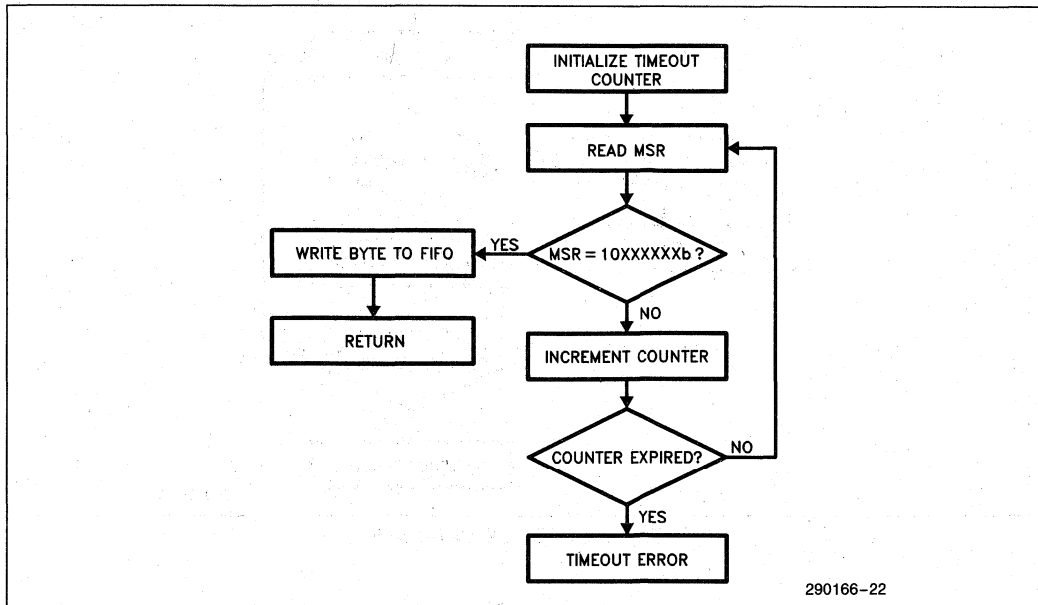 INITIALIZE TIMEOUT
COUNTER
READ MSR
MSR = 10XXXXXXb ?
YES
WRITE BYTE TO FIFO
RETURN
NO
INCREMENT COUNTER
COUNTER EXPIRED?
NO
YES
TIMEOUT ERROR
290166-22